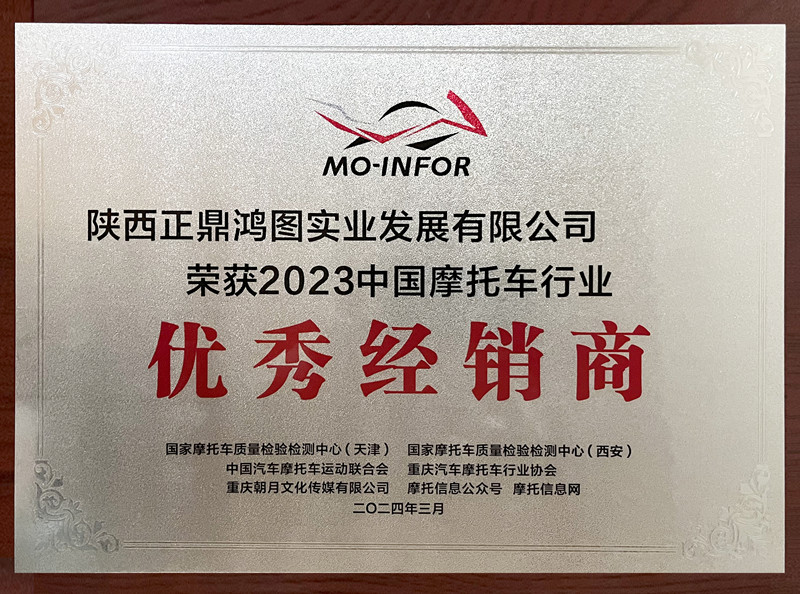 MO-INFOR
陕西正鼎鸿图实业发展有限公司
荣获2023中国摩托车行业
优秀经销商
国家摩托车质量检验检测中心（天津） 国家摩托车质量检验检测中心（西安）
中国汽车摩托车运动联合会 重庆汽车摩托车行业协会
重庆朝月文化传媒有限公司 摩托信息公众号 摩托信息网
二〇二四年三月